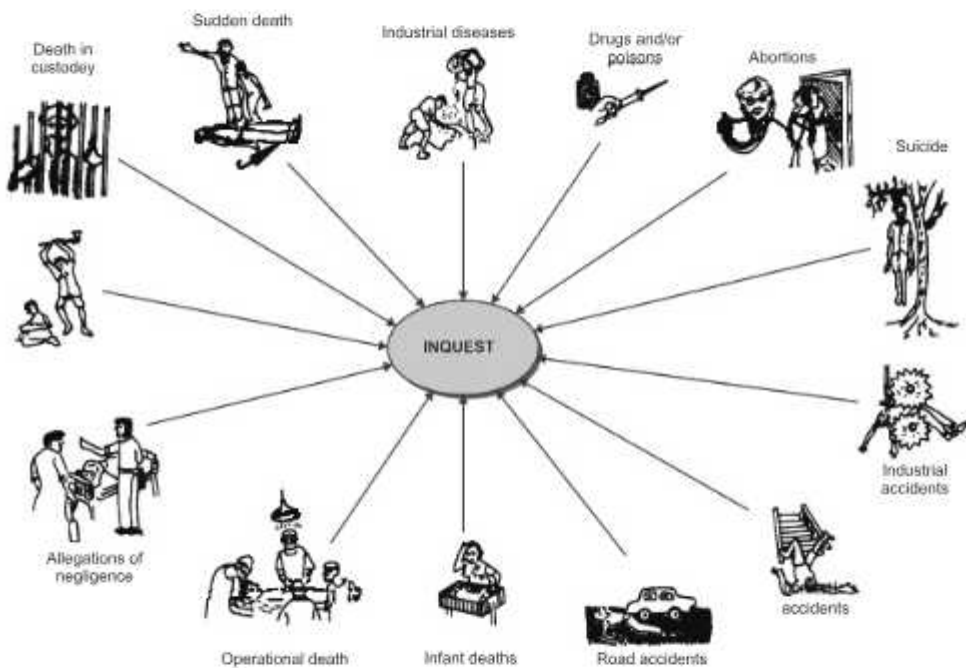 Sudden death
Industrial diseases
Drugs and/or
poisons
Abortions
Death in
custodey
Suicide
INQUEST
Industrial
accidents
Allegations of
negligence
accidents
Operational death
Infant deaths
Road accidents